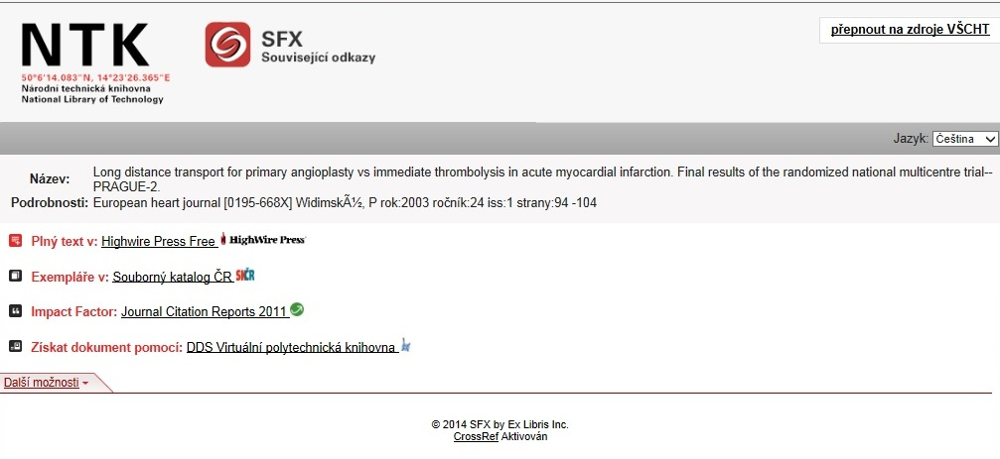 NTK
50°6'14.083"N, 14°23'26.365"E
Národní technická knihovna
National Library of Technology
SFX
Související odkazy
přepnout na zdroje VŠCHT
Jazyk: Čeština
Název: Long distance transport for primary angioplasty vs immediate thrombolysis in acute myocardial infarction. Final results of the randomized national multicentre trial--
PRAGUE-2.
Podrobnosti: European heart journal [0195-668X] WidimskÃ½, P rok:2003 ročník:24 iss:1 strany:94 -104
Plný text v: Highwire Press Free HighWire Press
Exempláře v: Souborný katalog ČR SKČR
Impact Factor: Journal Citation Reports 2011
Získat dokument pomocí: DDS Virtuální polytechnická knihovna
Další možnosti
© 2014 SFX by Ex Libris Inc.
CrossRef Aktivován